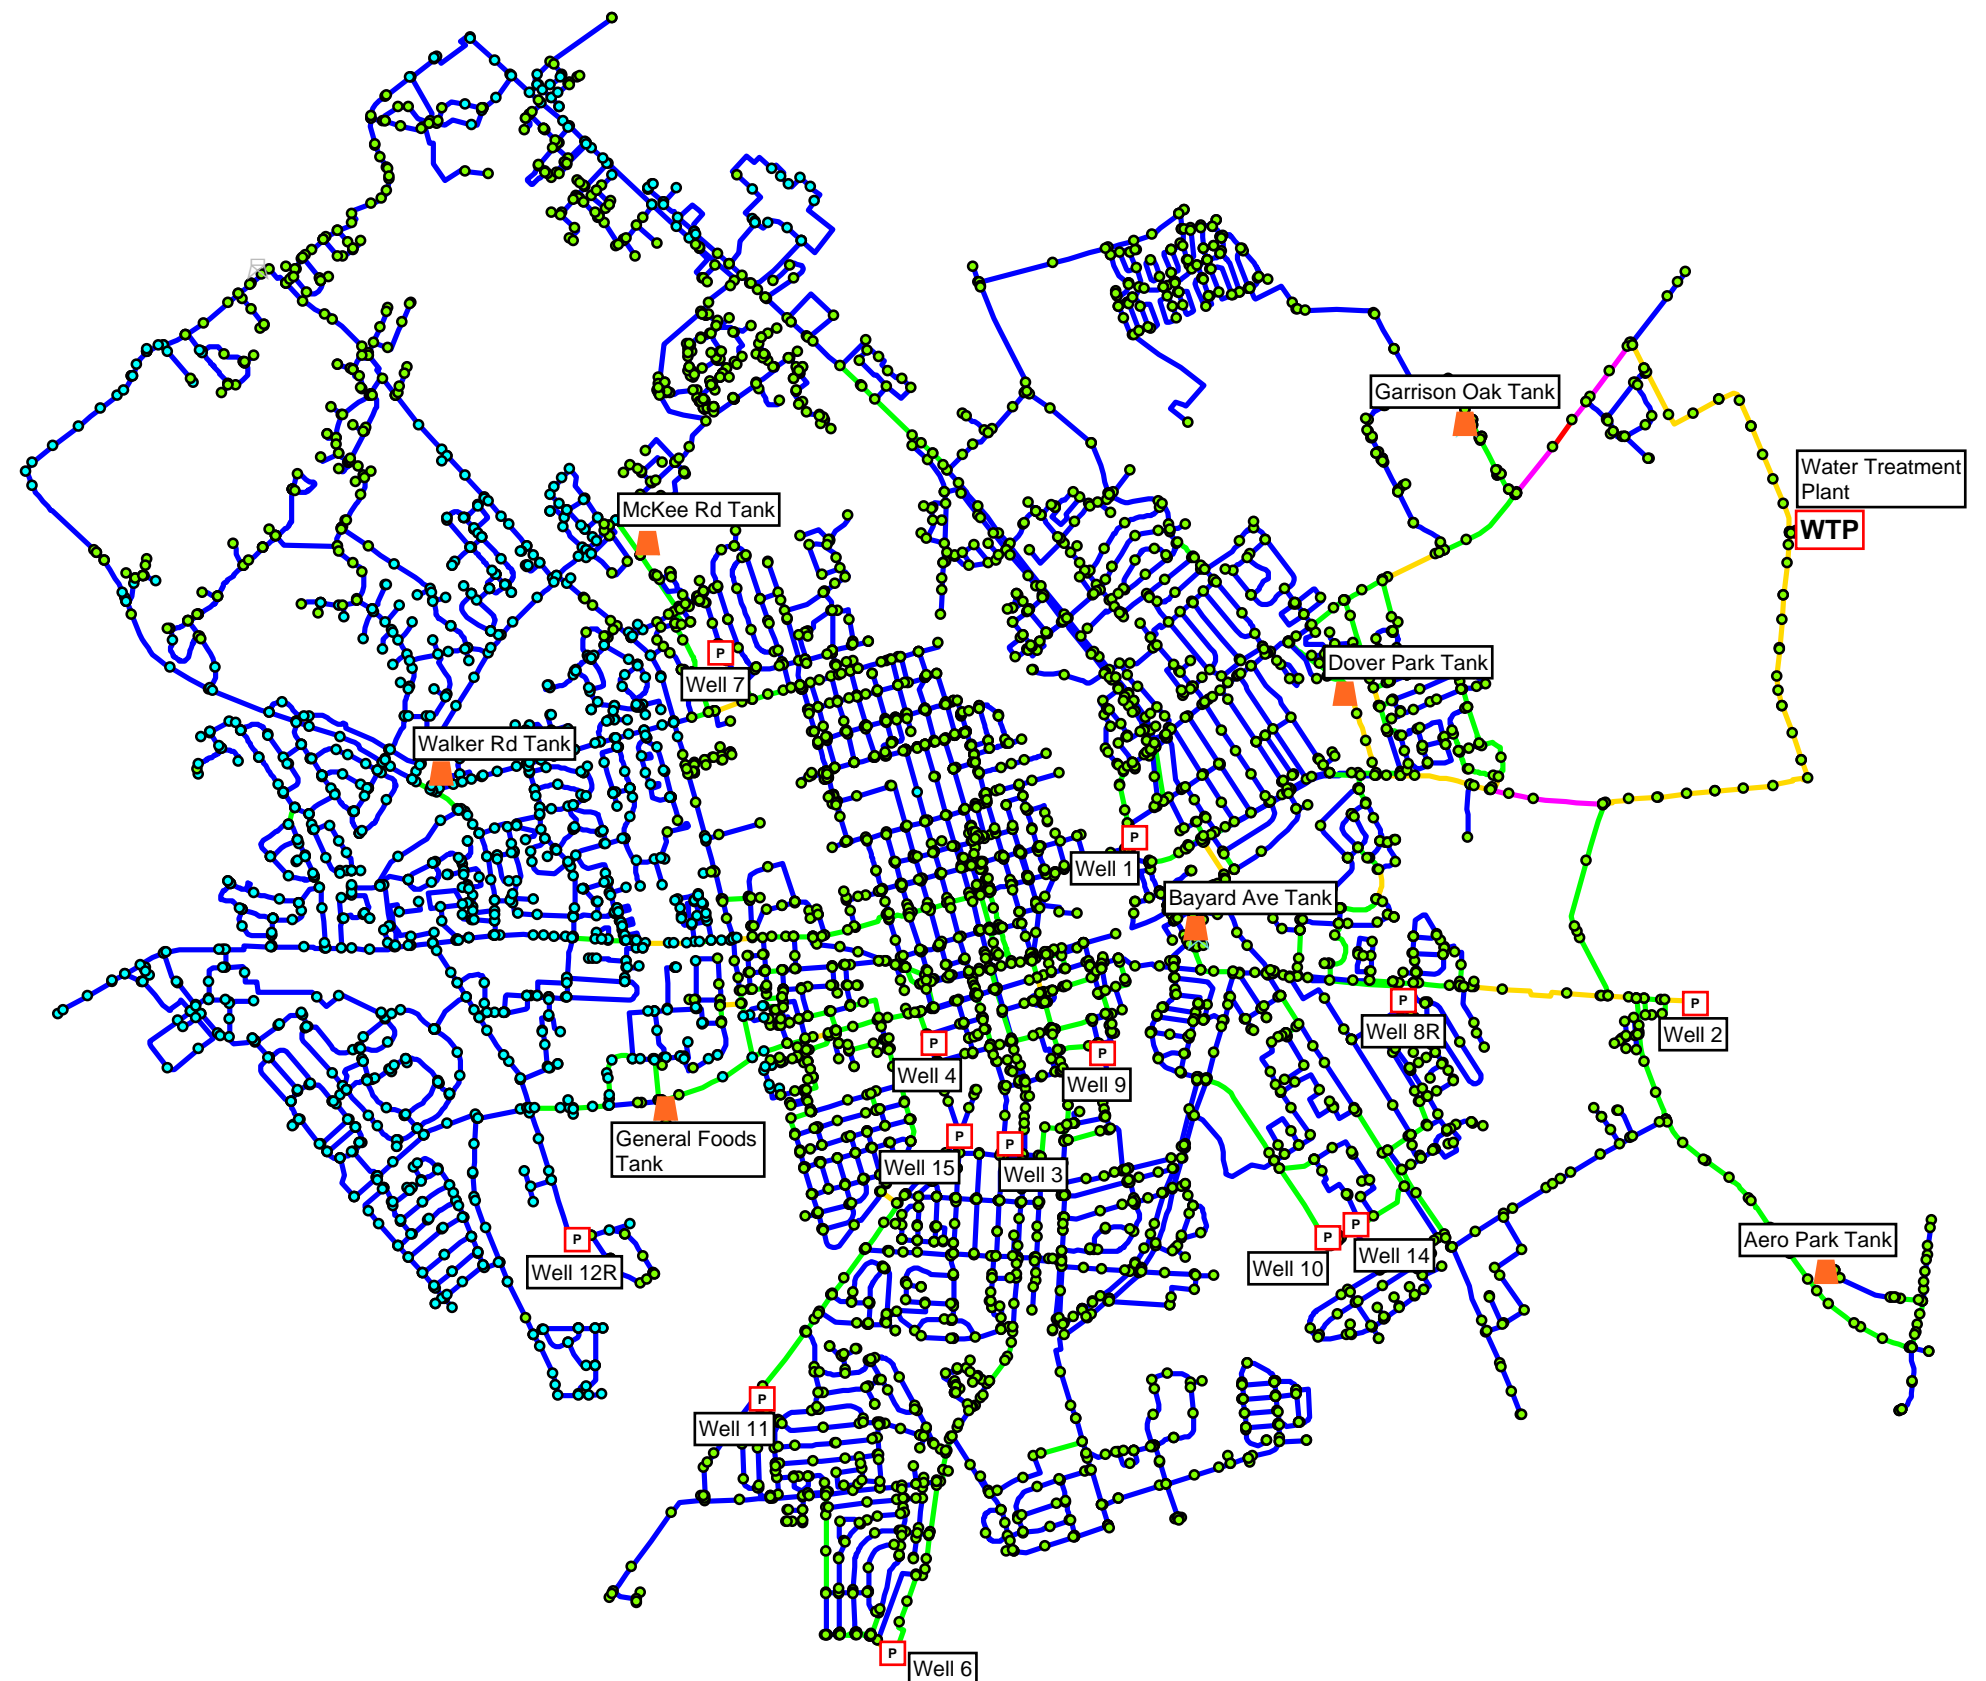 Garrison Oak Tank
Water Treatment
Plant
WTP
McKee Rd Tank
P
Well 7
Dover Park Tank
Walker Rd Tank
P
Well 1
Bayard Ave Tank
P
Well 8R
P
Well 2
P
Well 4
P
Well 9
General Foods
Tank
P
Well 15
P
Well 3
P
Well 12R
P
Well 10
P
Well 14
Aero Park Tank
P
Well 11
P
Well 6